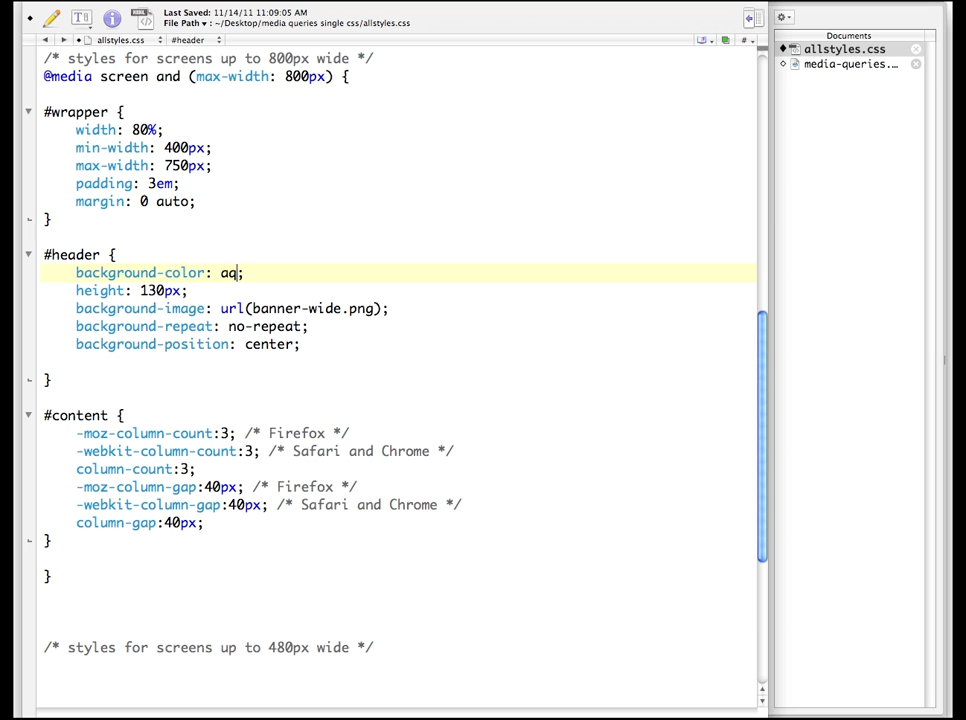 Last Saved: 11/14/11 11:09:05 AM
File Path ▾ : ~/Desktop/media queries single css/allstyles.css
allstyles.css
#header
Documents
allstyles.css
media-queries....
/* styles for screens up to 800px wide */
@media screen and (max-width: 800px) {
#wrapper {
width: 80%;
min-width: 400px;
max-width: 750px;
padding: 3em;
margin: 0 auto;
}
#header {
background-color: aq;
height: 130px;
background-image: url(banner-wide.png);
background-repeat: no-repeat;
background-position: center;
}
#content {
-moz-column-count:3; /* Firefox */
-webkit-column-count:3; /* Safari and Chrome */
column-count:3;
-moz-column-gap:40px; /* Firefox */
-webkit-column-gap:40px; /* Safari and Chrome */
column-gap:40px;
}
}
/* styles for screens up to 480px wide */